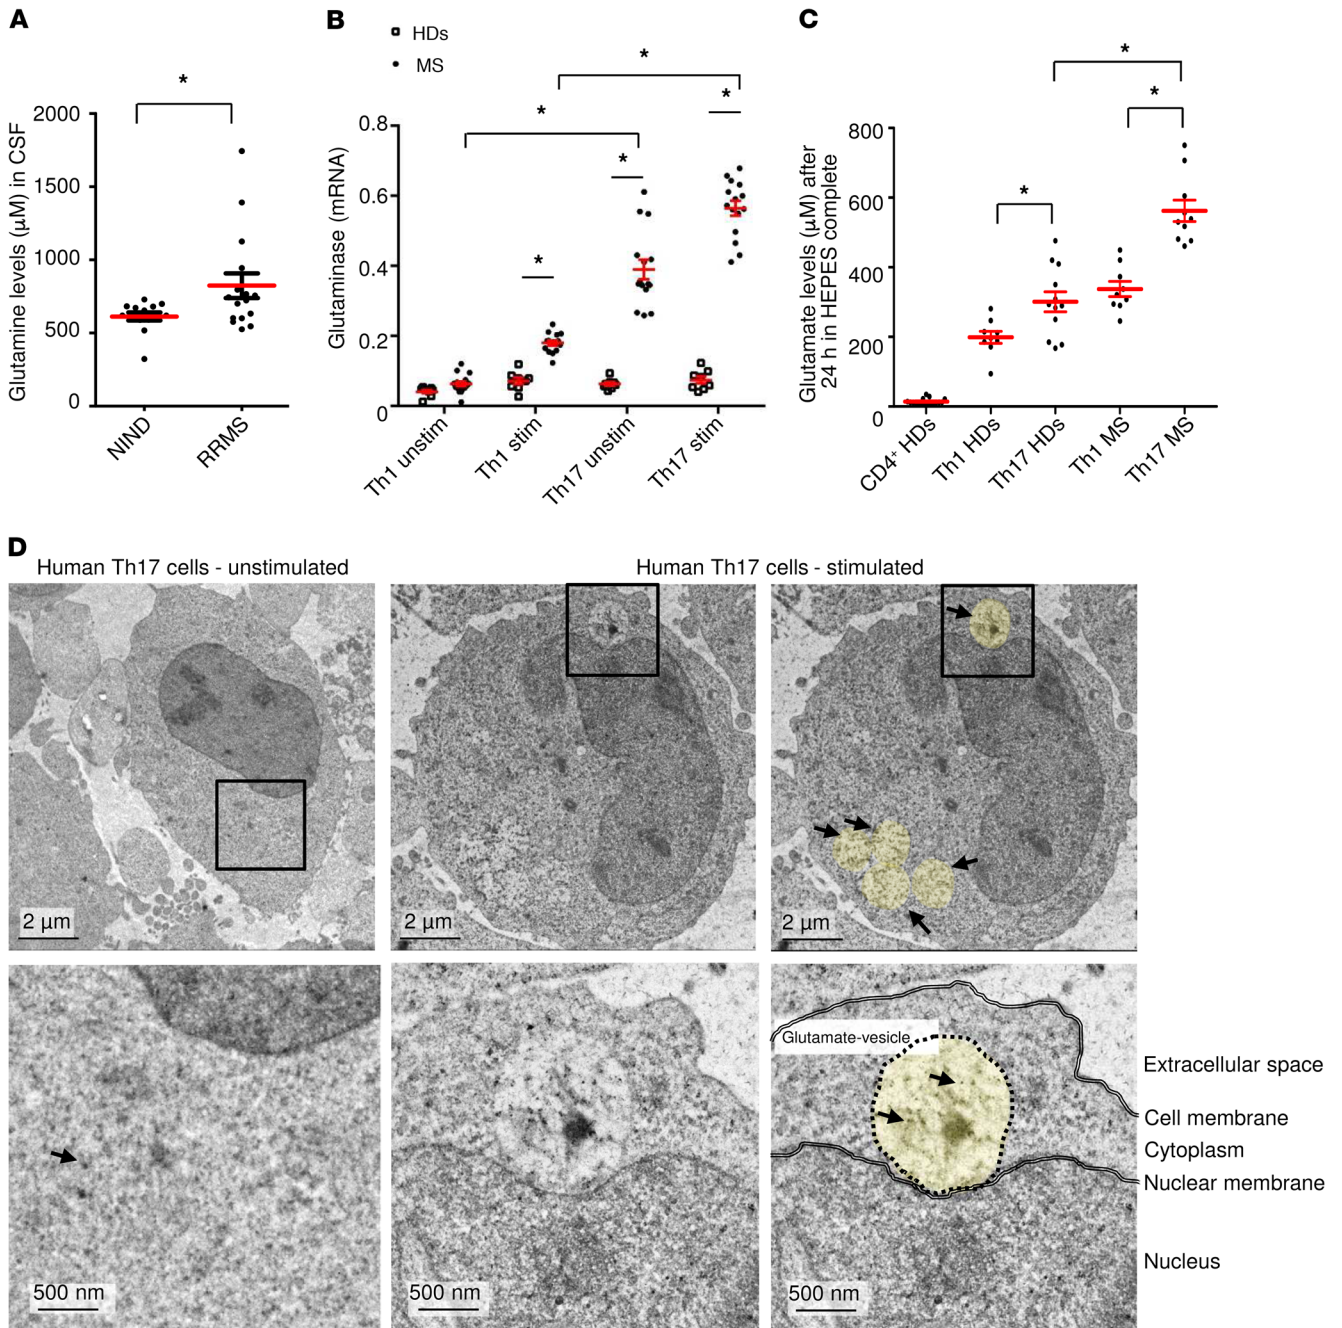 A
*
Glutamine levels (µM) in CSF
2000
1500
1000
500
0
NIND
RRMS
B
HDs
MS
*
*
*
*
*
Glutaminase (mRNA)
0.8
0.6
0.4
0.2
0
Th1 unstim
Th1 stim
Th17 unstim
Th17 stim
C
*
*
*
Glutamate levels (µM) after
24 h in HEPES complete
800
600
400
200
0
CD4+ HDs
Th1 HDs
Th17 HDs
Th1 MS
Th17 MS
D
Human Th17 cells - unstimulated
Human Th17 cells - stimulated
2 µm
2 µm
2 µm
Glutamate-vesicle
Extracellular space
Cell membrane
Cytoplasm
Nuclear membrane
Nucleus
500 nm
500 nm
500 nm